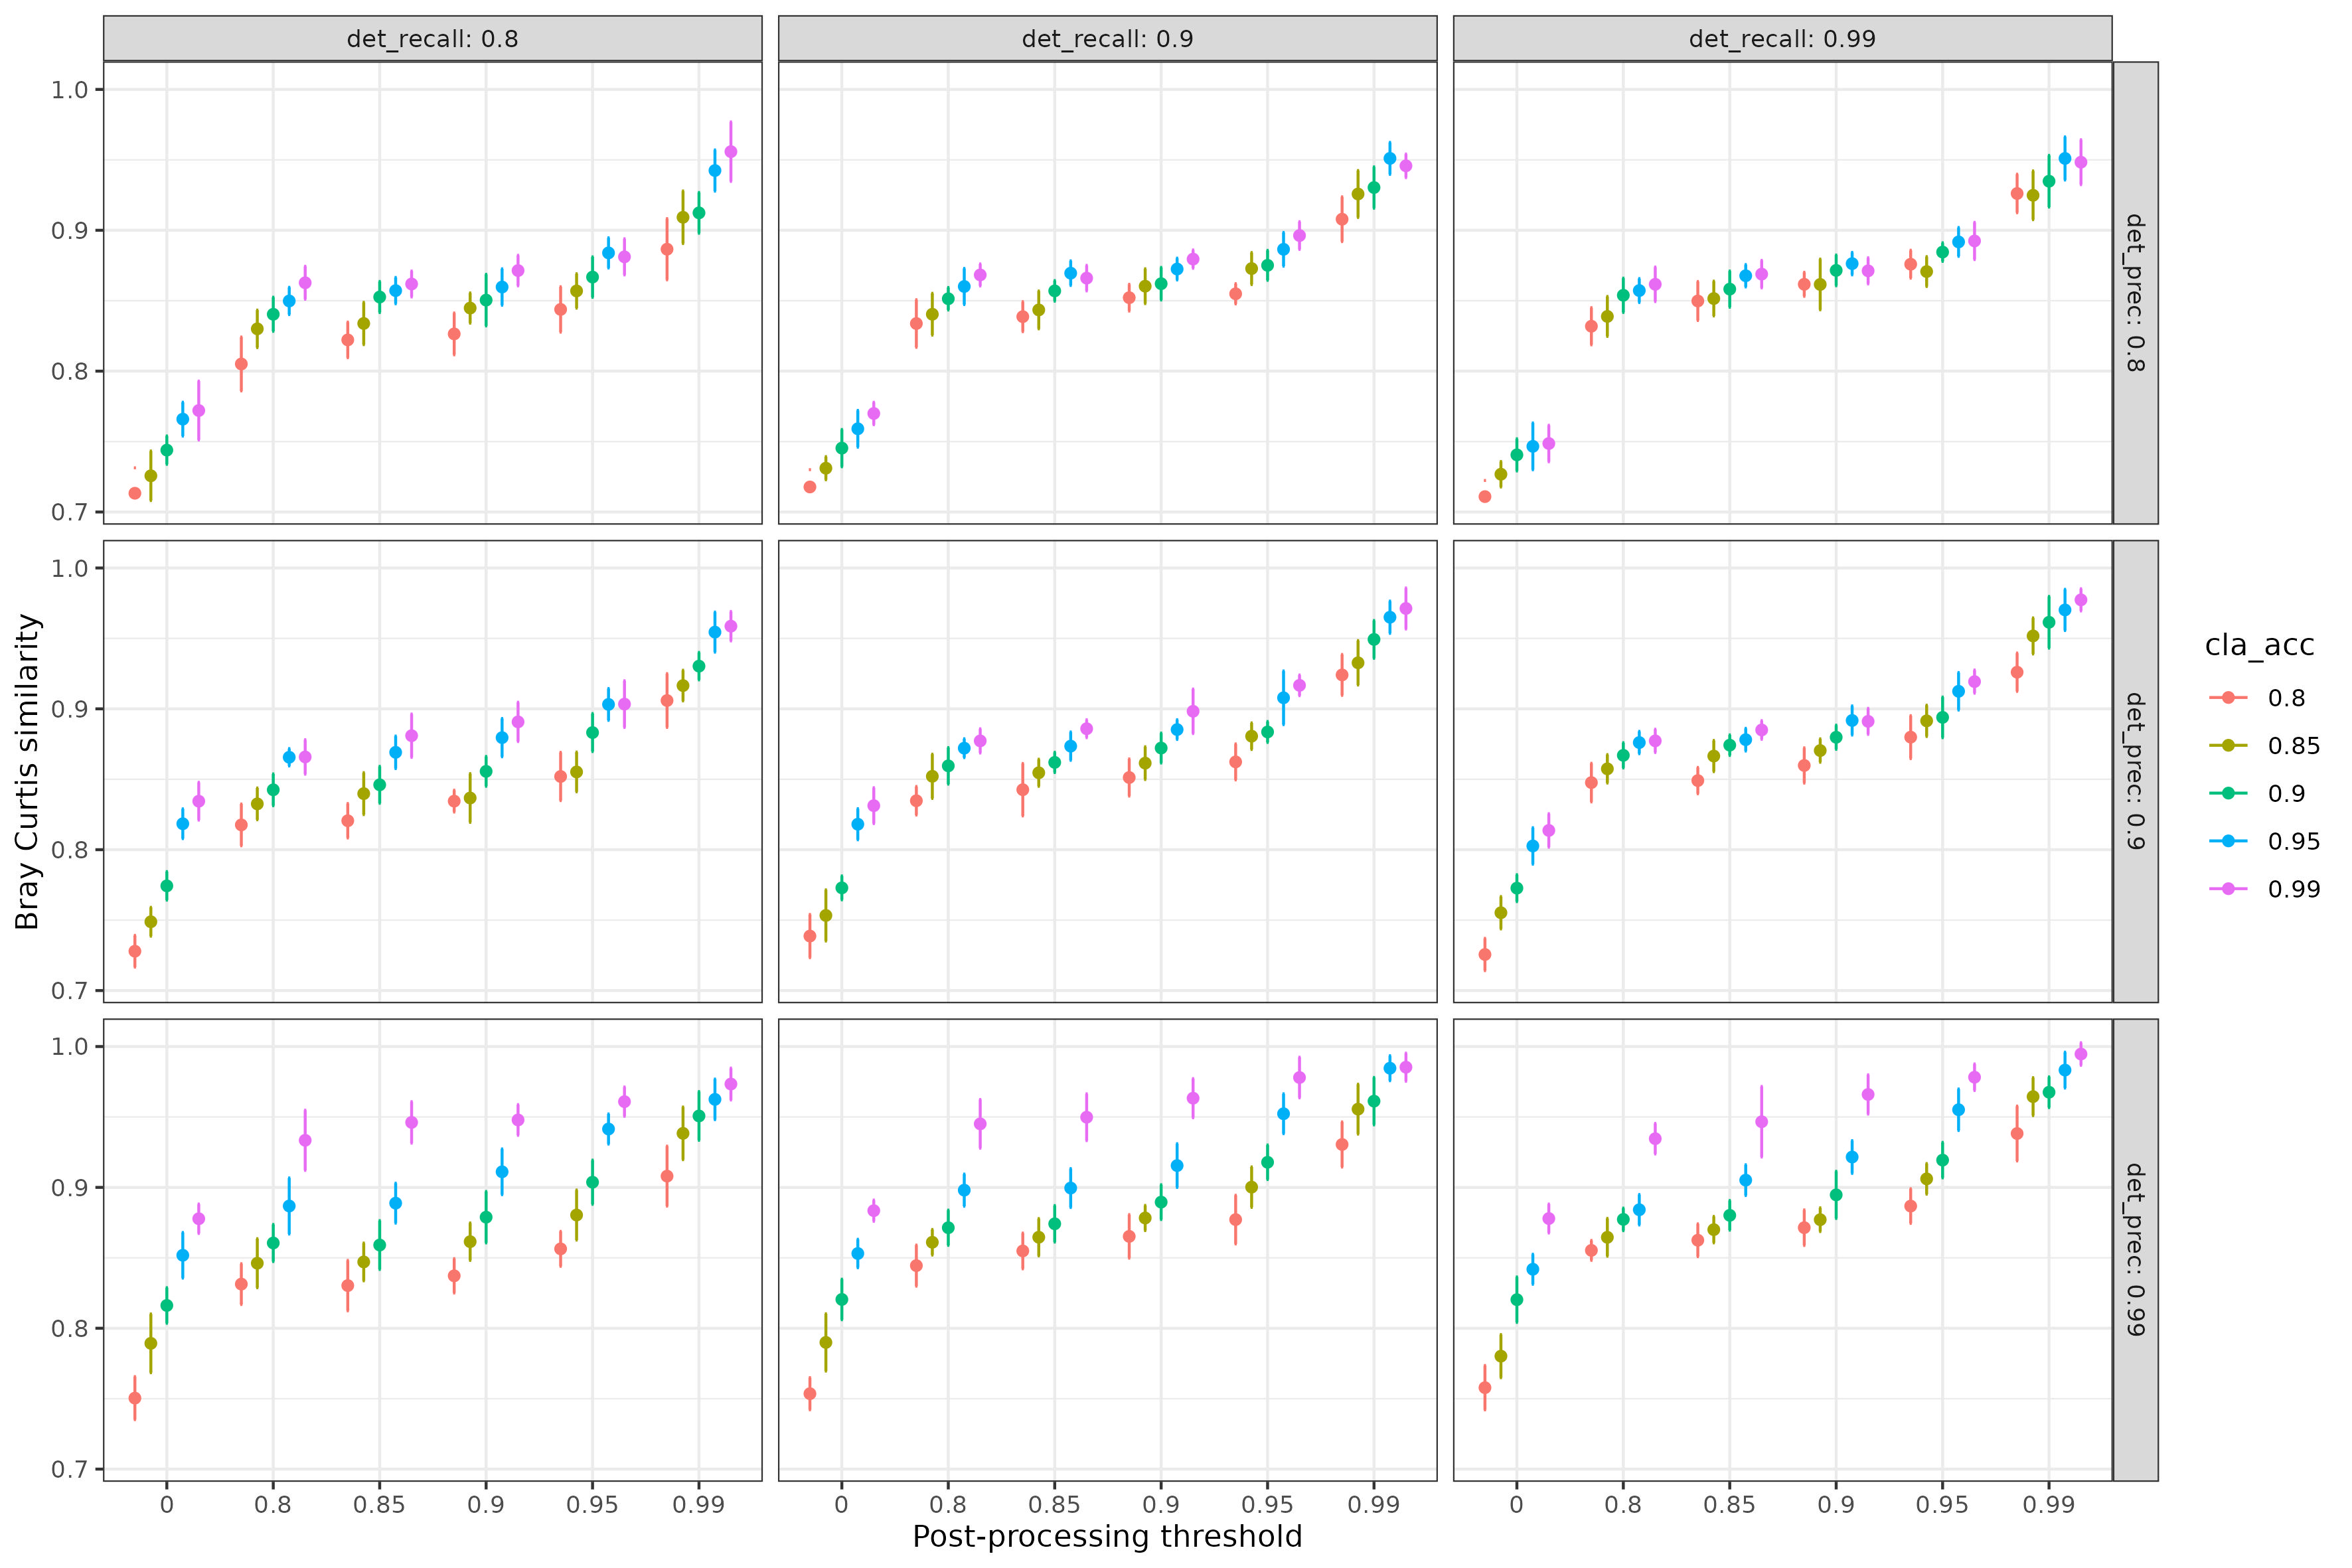 det_recall: 0.8
det_recall: 0.9
det_recall: 0.99
1.0
0.9
0.8
0.7
det_prec: 0.8
1.0
0.9
0.8
0.7
det_prec: 0.9
1.0
0.9
0.8
0.7
det_prec: 0.99
Bray Curtis similarity
0 0.8 0.85 0.9 0.95 0.99
0 0.8 0.85 0.9 0.95 0.99
0 0.8 0.85 0.9 0.95 0.99
Post-processing threshold
cla_acc
0.8
0.85
0.9
0.95
0.99